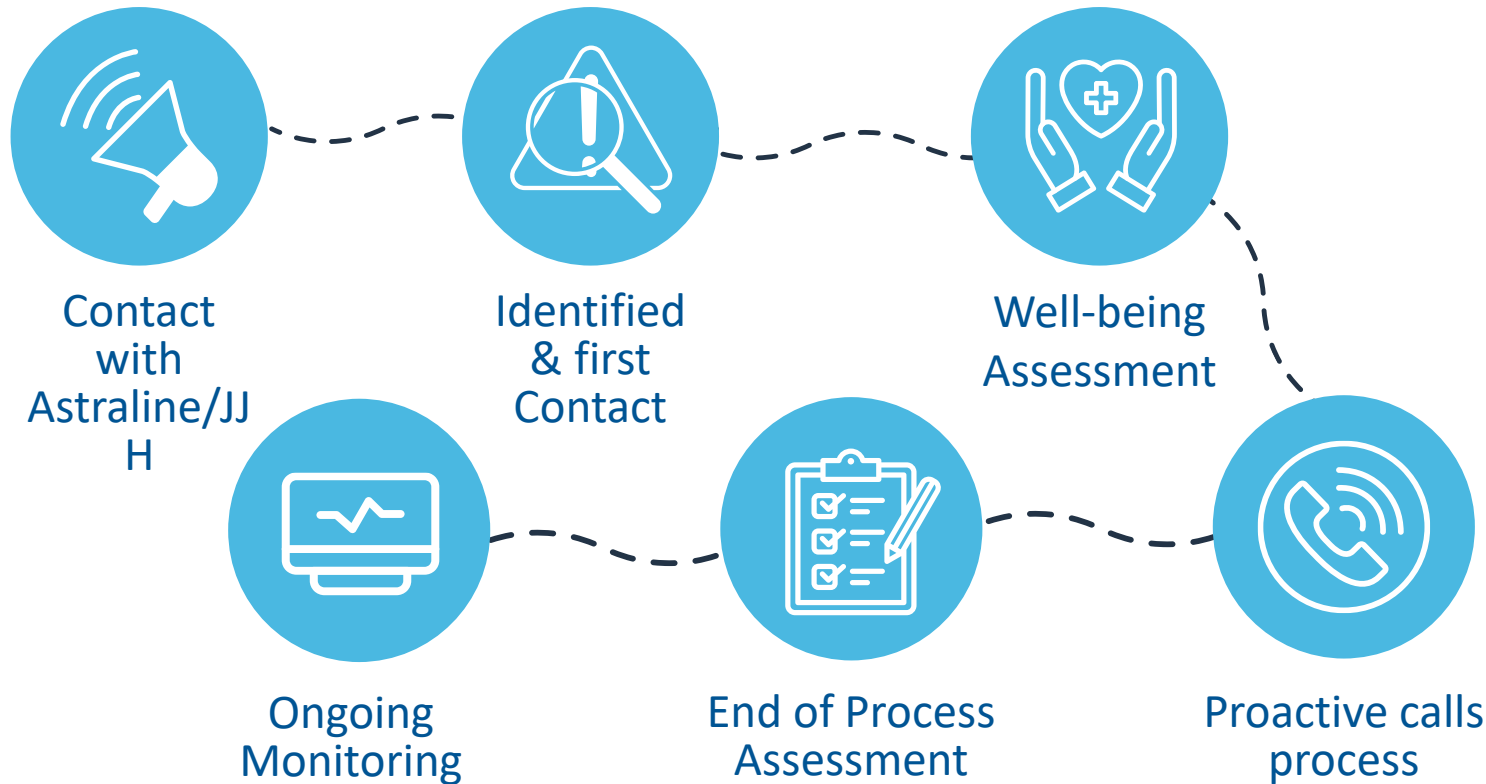 Contact
with
Astraline/JJ
H
Identified
& first
Contact
Well-being
Assessment
Ongoing
Monitoring
End of Process
Assessment
Proactive calls
process